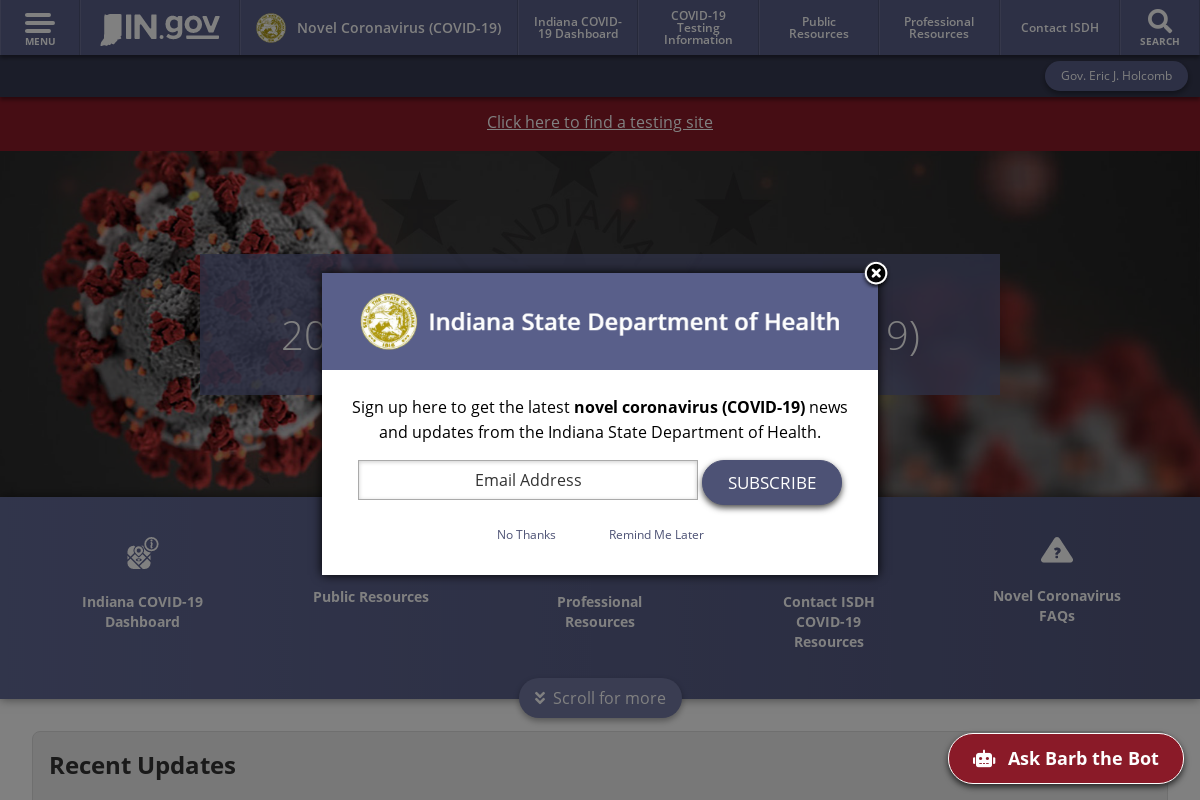 MENU
IN.gov
Novel Coronavirus (COVID-19)
Indiana COVID-
19 Dashboard
COVID-19
Testing
Information
Public
Resources
Professional
Resources
Contact ISDH
SEARCH
Gov. Eric J. Holcomb
Click here to find a testing site
INDIANA
20
19)
Indiana State Department of Health
Sign up here to get the latest novel coronavirus (COVID-19) news
and updates from the Indiana State Department of Health.
Email Address
SUBSCRIBE
No Thanks
Remind Me Later
Indiana COVID-19
Dashboard
Public Resources
Professional
Resources
Contact ISDH
COVID-19
Resources
Novel Coronavirus
FAQs
Scroll for more
Recent Updates
Ask Barb the Bot